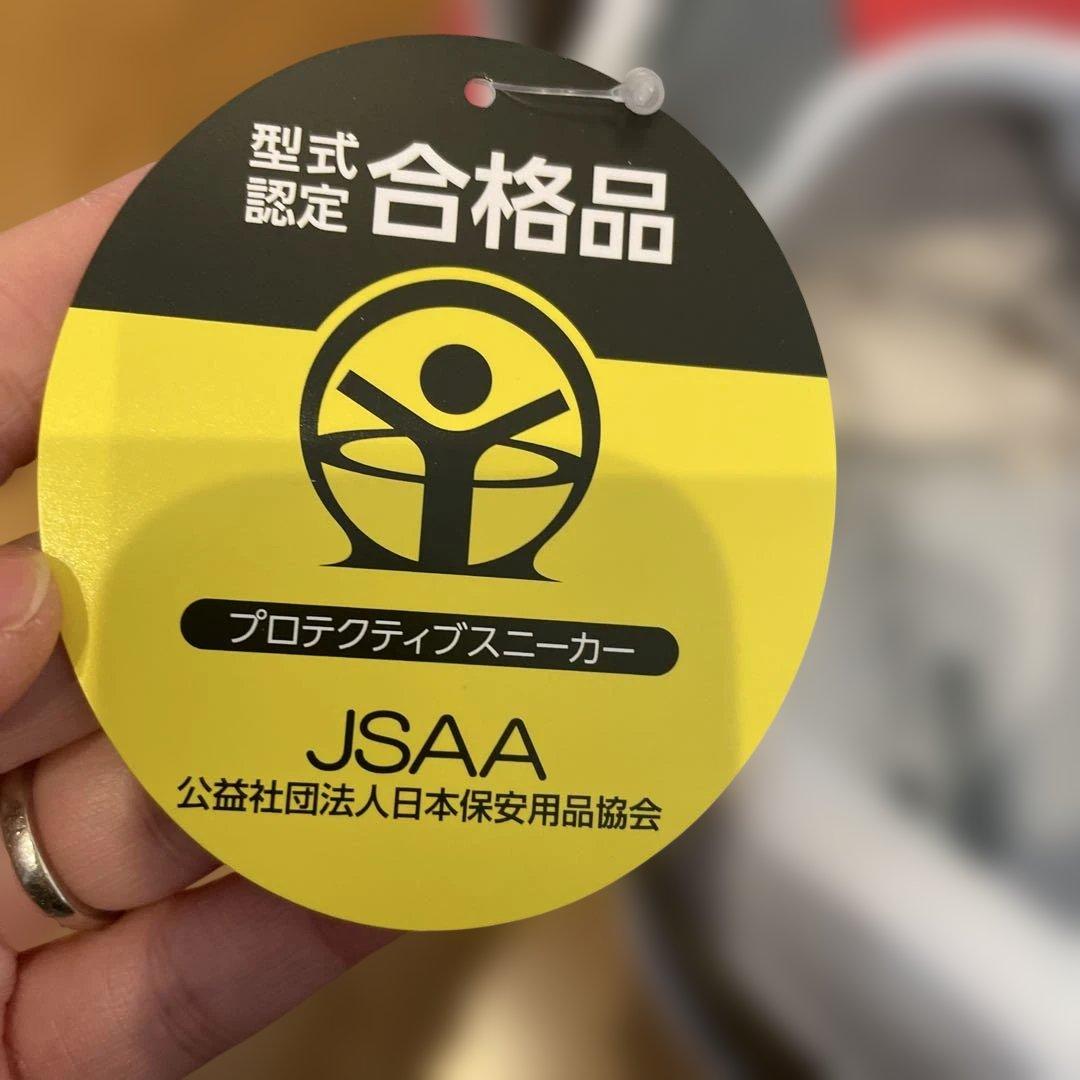 型式
認定
合格品
プロテクティブスニーカー
JSAA
公益社団法人日本保安用品協会